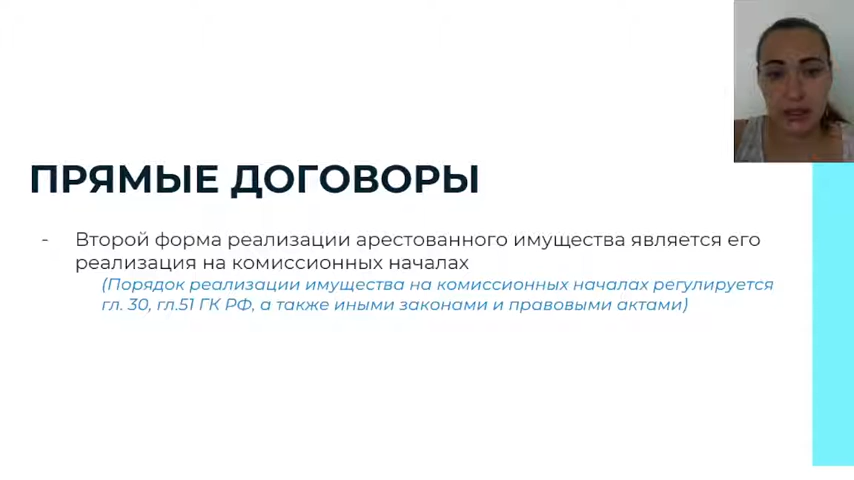 ПРЯМЫЕ ДОГОВОРЫ
- Второй форма реализации арестованного имущества является его
реализация на комиссионных началах
(Порядок реализации имущества на комиссионных началах регулируется
гл. 30, гл.51 ГК РФ, а также иными законами и правовыми актами)